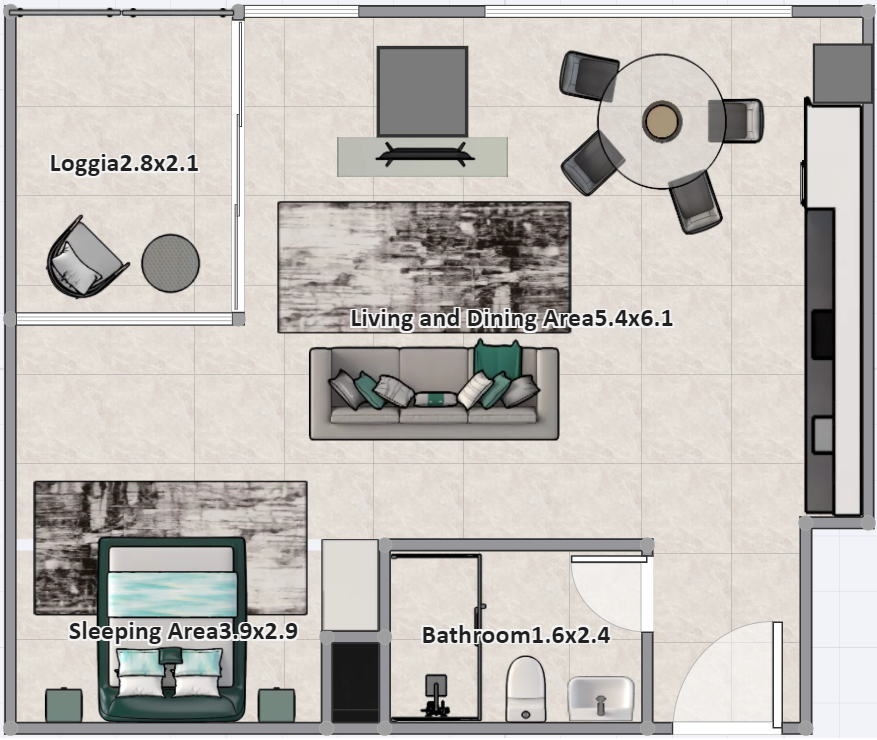 Loggia2.8x2.1
Living and Dining Area5.4x6.1
Sleeping Area3.9x2.9
Bathroom1.6x2.4